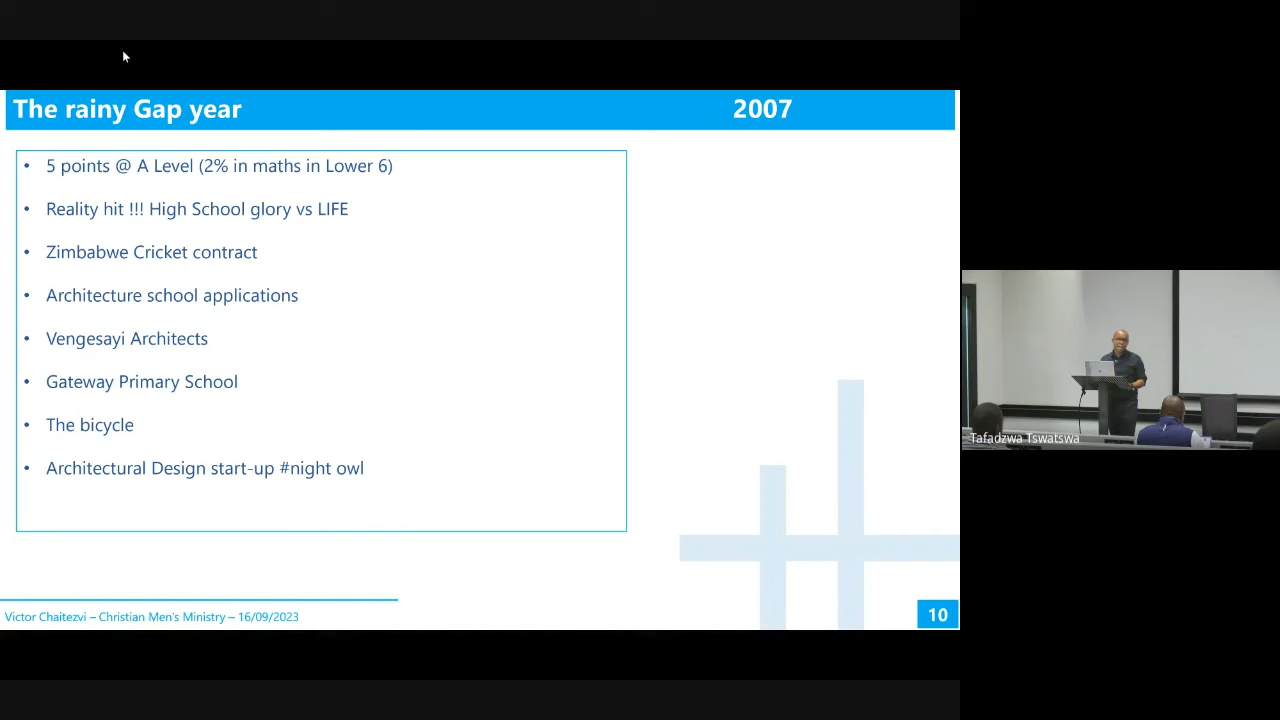 The rainy Gap year 2007
• 5 points @ A Level (2% in maths in Lower 6)
• Reality hit !!! High School glory vs LIFE
• Zimbabwe Cricket contract
• Architecture school applications
• Vengesayi Architects
• Gateway Primary School
• The bicycle
• Architectural Design start-up #night owl
Victor Chaitezvi – Christian Men's Ministry – 16/09/2023
10
Tafadzwa Tswatswa